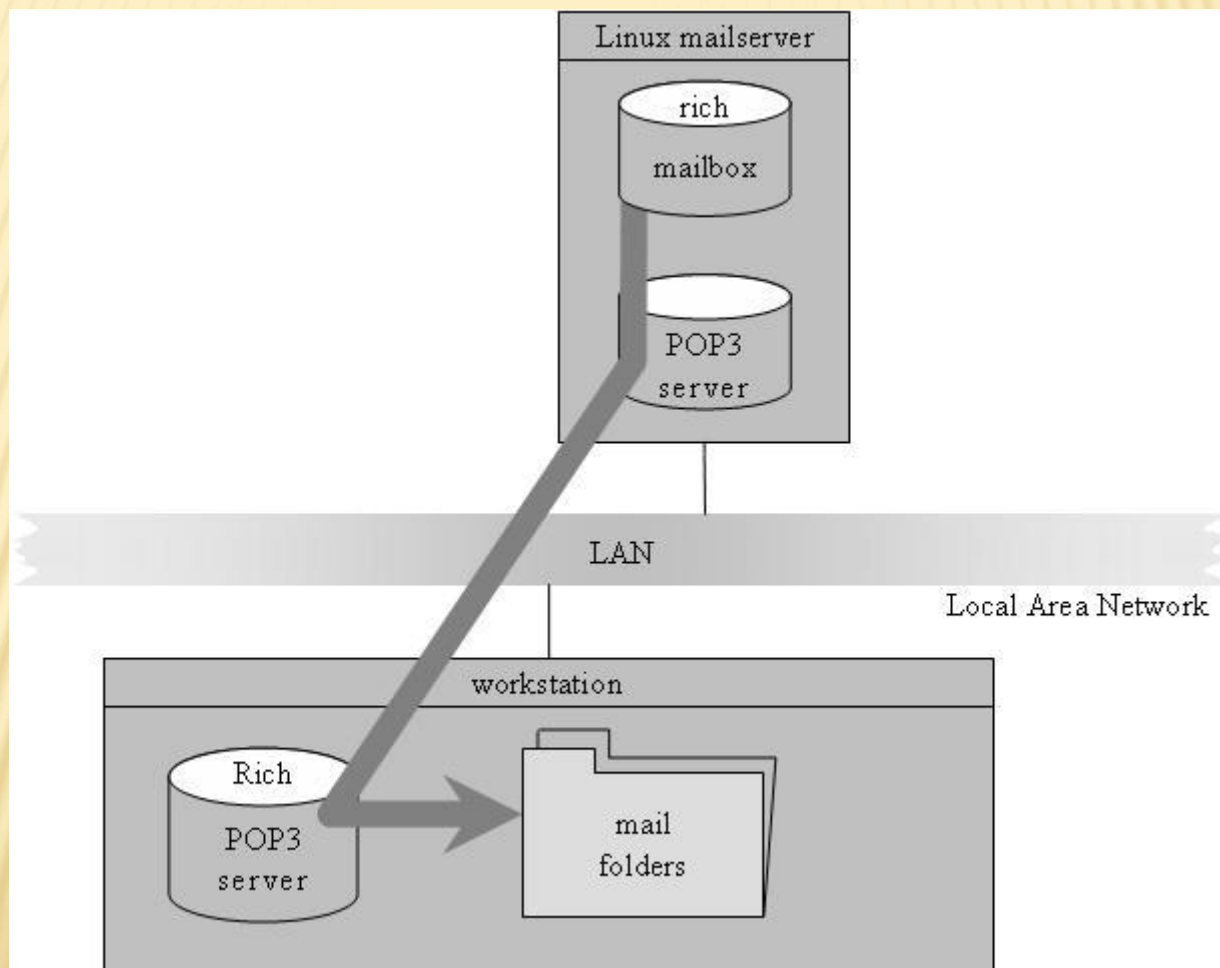 Linux mailserver
rich
mailbox
POP3
server
LAN
Local Area Network
workstation
Rich
POP3
server
mail
folders